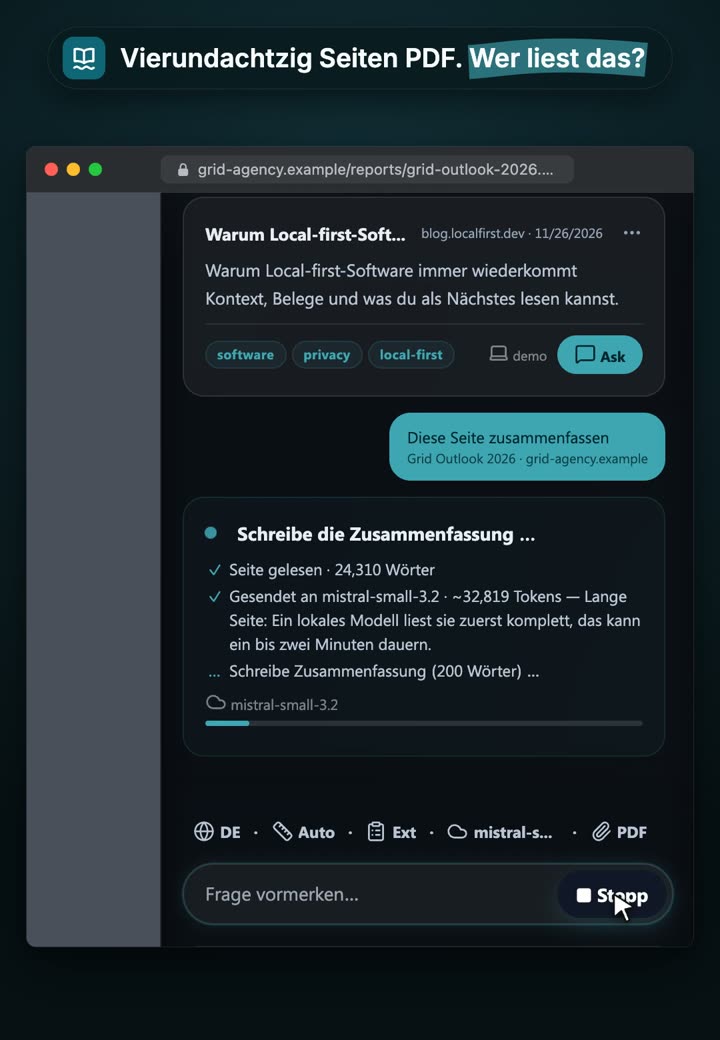 Vierundachtzig Seiten PDF. Wer liest das?
grid-agency.example/reports/grid-outlook-2026....
Warum Local-first-Soft... blog.localfirst.dev · 11/26/2026 ···
Warum Local-first-Software immer wiederkommt
Kontext, Belege und was du als Nächstes lesen kannst.
software privacy local-first demo Ask
Diese Seite zusammenfassen
Grid Outlook 2026 · grid-agency.example
Schreibe die Zusammenfassung ...
✓ Seite gelesen · 24,310 Wörter
✓ Gesendet an mistral-small-3.2 · ~32,819 Tokens — Lange
Seite: Ein lokales Modell liest sie zuerst komplett, das kann
ein bis zwei Minuten dauern.
... Schreibe Zusammenfassung (200 Wörter) ...
mistral-small-3.2
DE · Auto · Ext · mistral-s... · PDF
Frage vormerken... Stopp